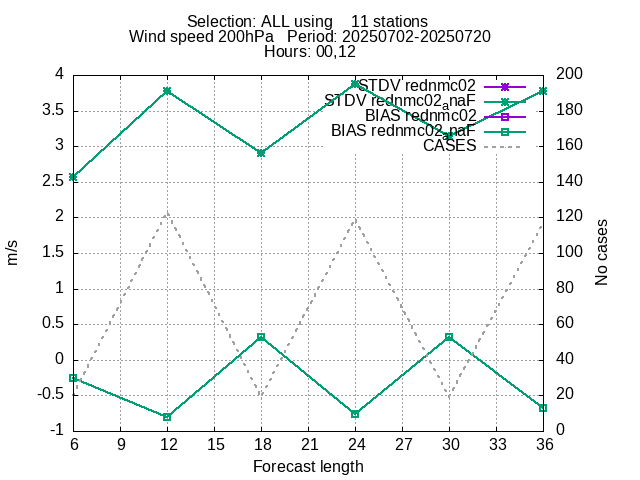 Selection: ALL using 11 stations
Wind speed 200hPa Period: 20250702-20250720
Hours: 00,12
STDV rednmc02
STDV rednmc02_anaF
BIAS rednmc02
BIAS rednmc02_anaF
CASES
4
3.5
3
2.5
2
1.5
1
0.5
0
-0.5
-1
200
180
160
140
120
100
80
60
40
20
0
m/s
No cases
6 9 12 15 18 21 24 27 30 33 36
Forecast length